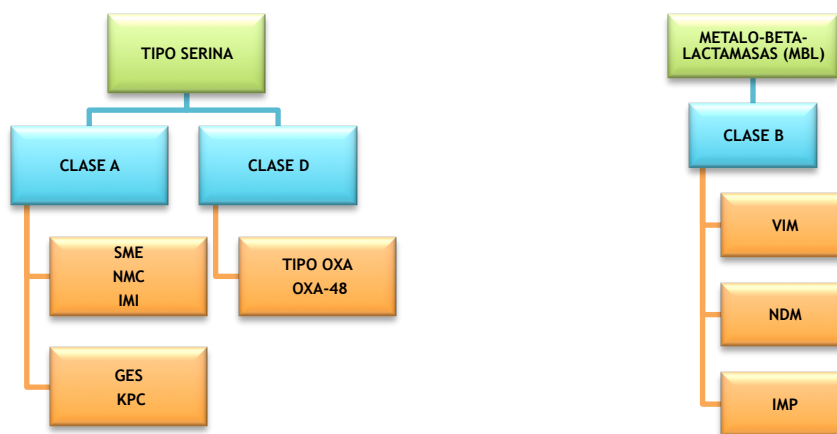 TIPO SERINA
CLASE A
CLASE D
SME
NMC
IMI
TIPO OXA
OXA-48
GES
KPC
METALO-BETA-
LACTAMASAS (MBL)
CLASE B
VIM
NDM
IMP